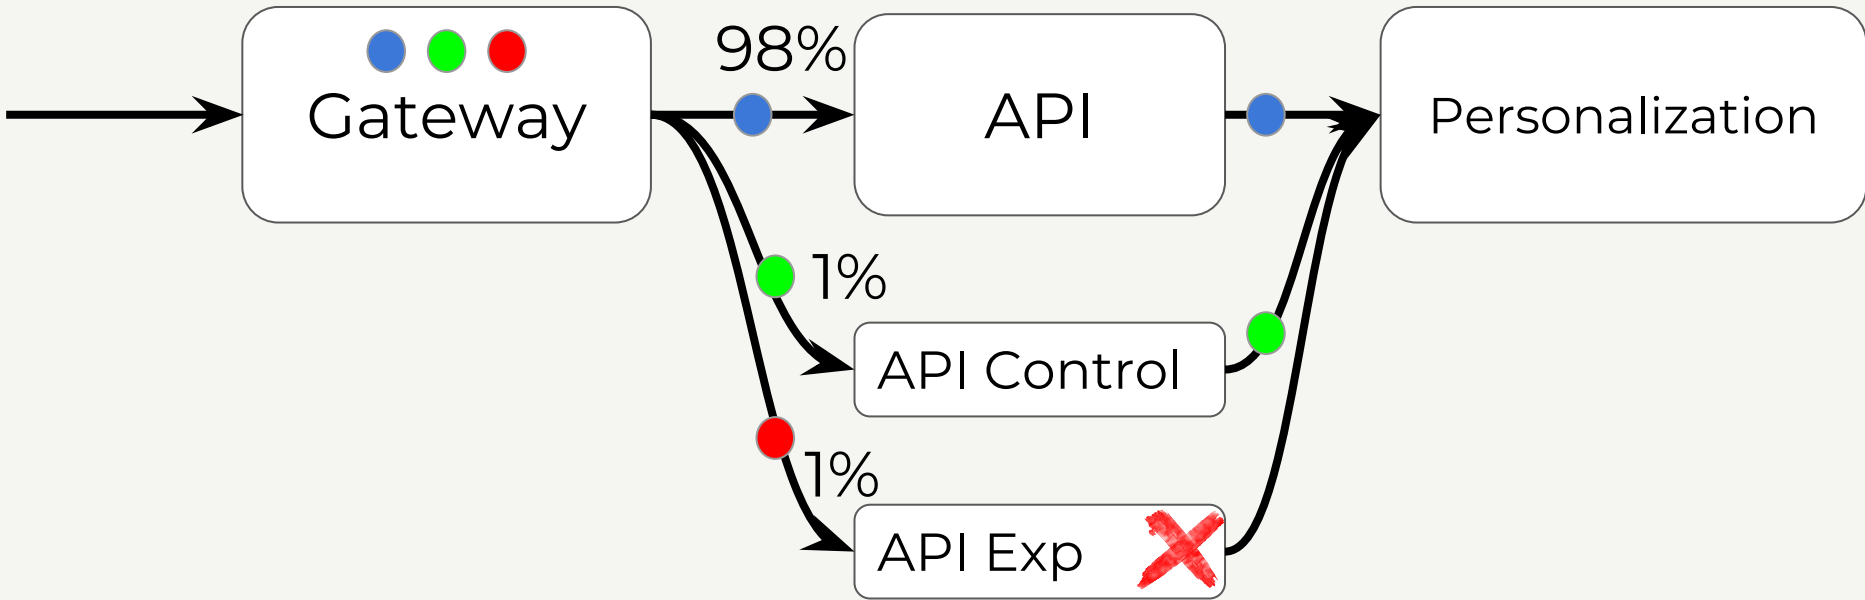 98%
Gateway
API
Personalization
1%
API Control
1%
API Exp